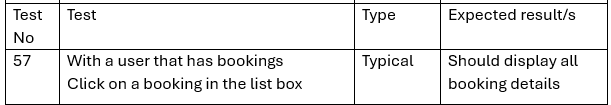 Test No
Test
Type
Expected result/s
57
With a user that has bookings
Click on a booking in the list box
Typical
Should display all
booking details